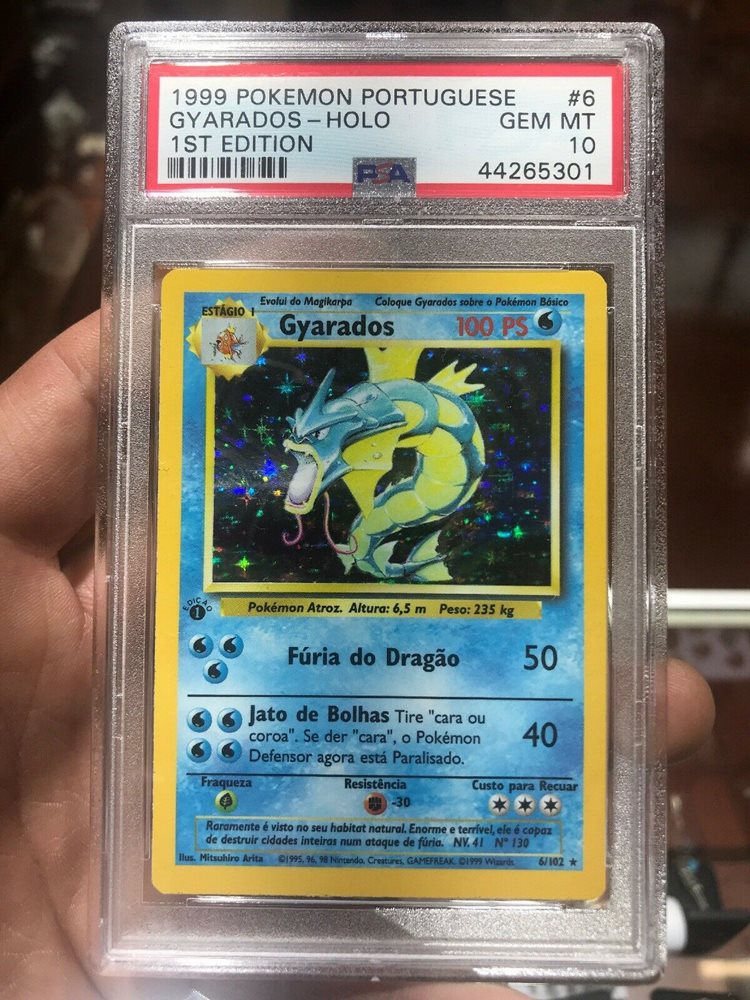 1999 POKEMON PORTUGUESE #6
GYARADOS - HOLO GEM MT
1ST EDITION 10
PSA 44265301
Evolui do Magikarpa Coloque Gyarados sobre o Pokémon Básico
ESTÁGIO 1
Gyarados 100 PS
EDIÇÃO
1
Pokémon Atroz. Altura: 6,5 m Peso: 235 kg
Fúria do Dragão 50
Jato de Bolhas Tire "cara ou
coroa". Se der "cara", o Pokémon 40
Defensor agora está Paralisado.
Fraqueza Resistência Custo para Recuar
-30
Raramente é visto no seu habitat natural. Enorme e terrível, ele é capaz
de destruir cidades inteiras num ataque de fúria. NV. 41 Nº 130
Ilus. Mitsuhiro Arita ©1995, 96, 98 Nintendo, Creatures, GAMEFREAK. ©1999 Wizards. 6/102 ★